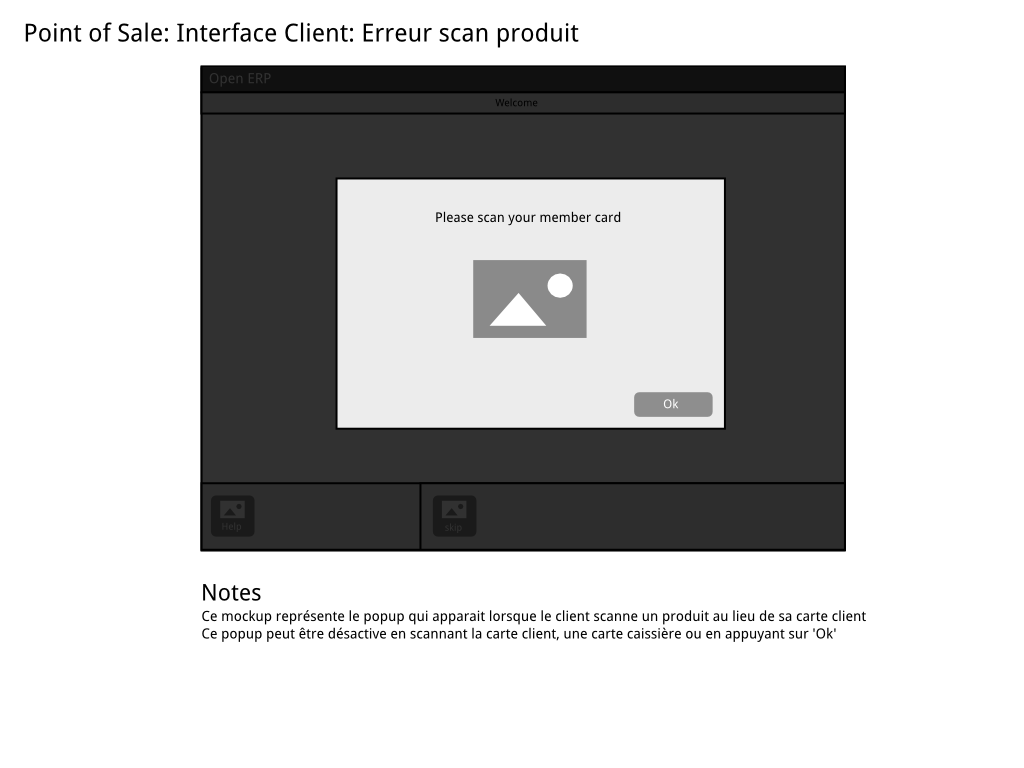 Point of Sale: Interface Client: Erreur scan produit
Open ERP
Welcome
Please scan your member card
Ok
Help
skip
Notes
Ce mockup représente le popup qui apparait lorsque le client scanne un produit au lieu de sa carte client
Ce popup peut être désactive en scannant la carte client, une carte caissière ou en appuyant sur 'Ok'